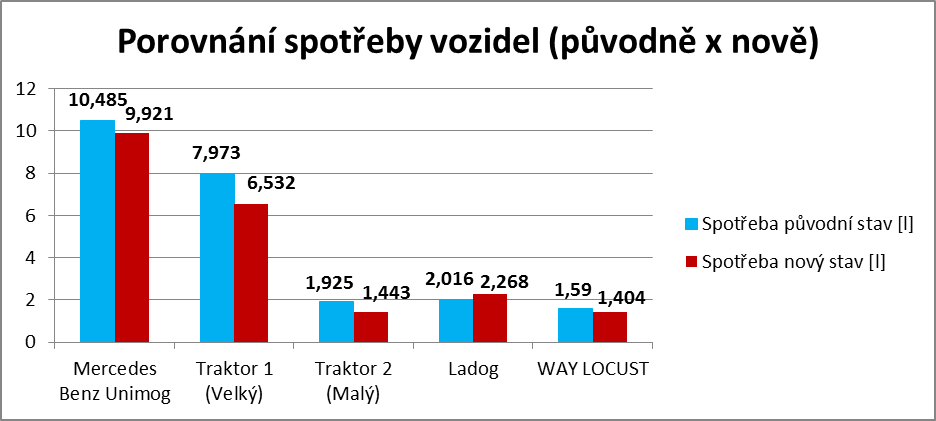 Porovnání spotřeby vozidel (původně x nově)
12
10
8
6
4
2
0
10,485
9,921
7,973
6,532
1,925
1,443
2,016
2,268
1,59
1,404
Mercedes
Benz Unimog
Traktor 1
(Velký)
Traktor 2
(Malý)
Ladog
WAY LOCUST
Spotřeba původní stav [l]
Spotřeba nový stav [l]